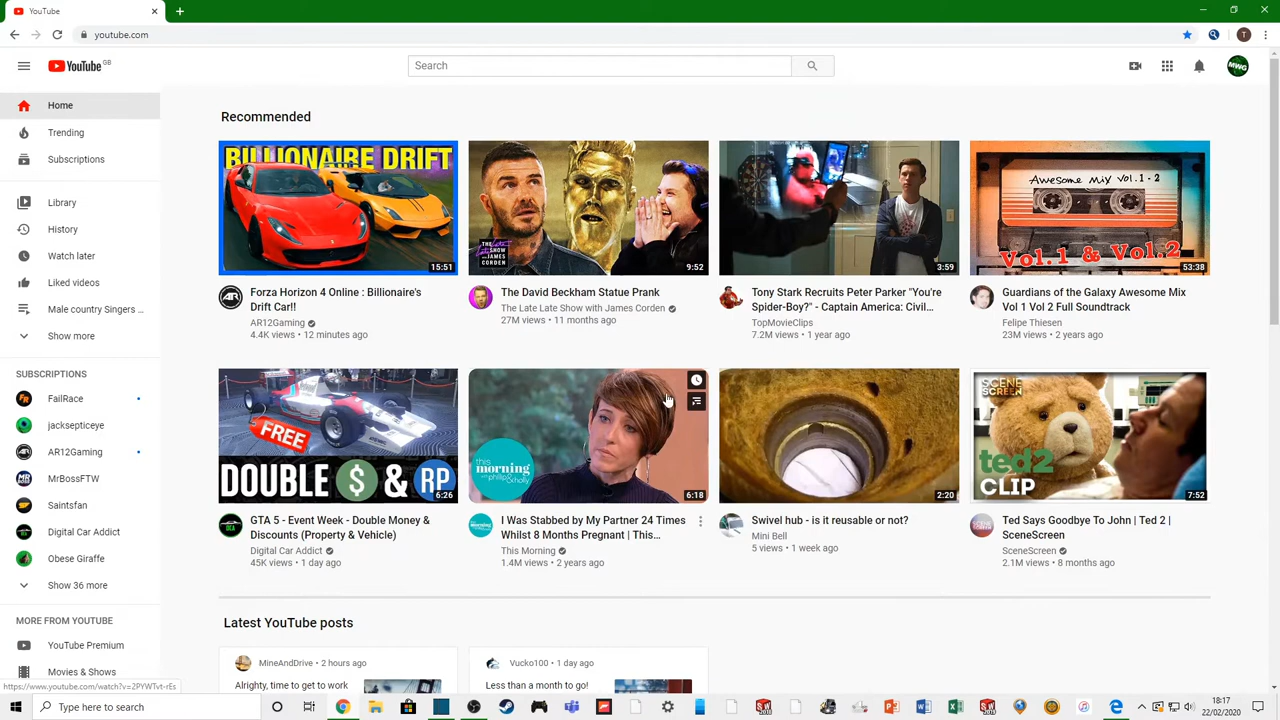 YouTube
youtube.com
T
YouTube GB
Search
MWG
Home
Trending
Subscriptions
Library
History
Watch later
Liked videos
Male country Singers ...
Show more
SUBSCRIPTIONS
FailRace
jacksepticeye
AR12Gaming
MrBossFTW
Saintsfan
Digital Car Addict
Obese Giraffe
Show 36 more
MORE FROM YOUTUBE
YouTube Premium
Movies & Shows
https://www.youtube.com/watch?v=2PYWTvt-rEs
Recommended
BILLIONAIRE DRIFT
15:51
Forza Horizon 4 Online : Billionaire's
Drift Car!!
AR12Gaming
4.4K views • 12 minutes ago
THE LATE LATE SHOW WITH JAMES CORDEN
9:52
The David Beckham Statue Prank
The Late Late Show with James Corden
27M views • 11 months ago
3:59
Tony Stark Recruits Peter Parker "You're
Spider-Boy?" - Captain America: Civil...
TopMovieClips
7.2M views • 1 year ago
Awesome Mix Vol.1-2
Vol.1 & Vol.2
53:38
Guardians of the Galaxy Awesome Mix
Vol 1 Vol 2 Full Soundtrack
Felipe Thiesen
23M views • 2 years ago
FREE
DOUBLE $ & RP
6:26
GTA 5 - Event Week - Double Money &
Discounts (Property & Vehicle)
Digital Car Addict
45K views • 1 day ago
this
morning
with phillip&holly
6:18
I Was Stabbed by My Partner 24 Times
Whilst 8 Months Pregnant | This...
This Morning
1.4M views • 2 years ago
2:20
Swivel hub - is it reusable or not?
Mini Bell
5 views • 1 week ago
SCENE
SCREEN
ted2
CLIP
7:52
Ted Says Goodbye To John | Ted 2 |
SceneScreen
SceneScreen
2.1M views • 8 months ago
Latest YouTube posts
MineAndDrive • 2 hours ago
Alrighty, time to get to work
Vucko100 • 1 day ago
Less than a month to go!
Type here to search
18:17
22/02/2020